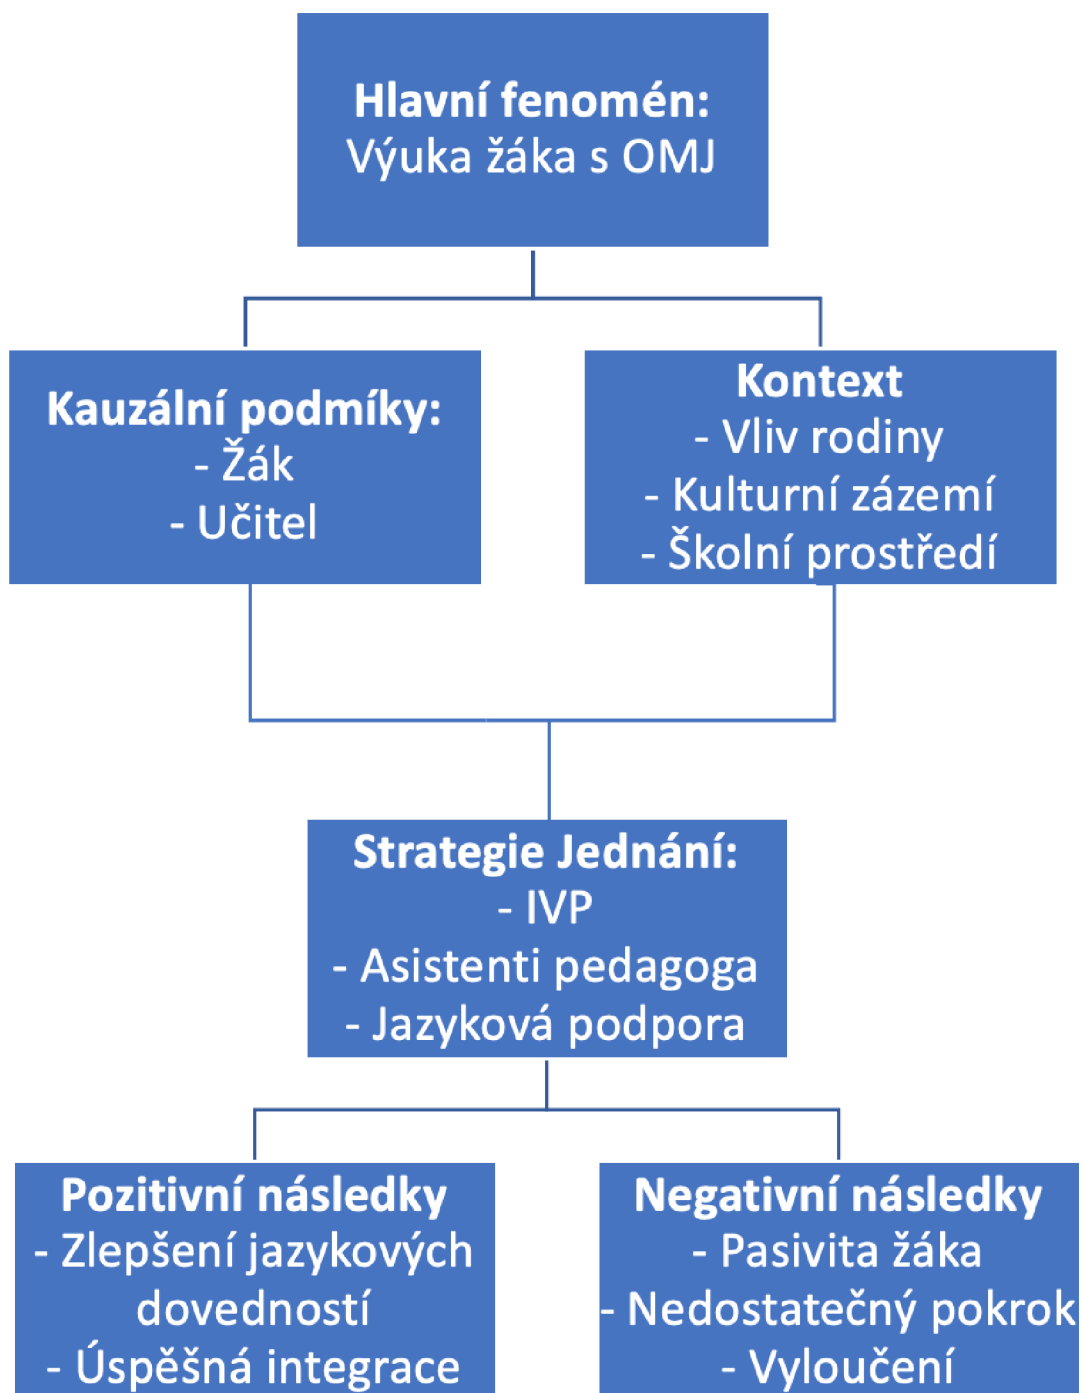 Hlavní fenomén:
Výuka žáka s OMJ
Kauzální podmíky:
- Žák
- Učitel
Kontext
- Vliv rodiny
- Kulturní zázemí
- Školní prostředí
Strategie Jednání:
- IVP
- Asistenti pedagoga
- Jazyková podpora
Pozitivní následky
- Zlepšení jazykových
dovedností
- Úspěšná integrace
Negativní následky
- Pasivita žáka
- Nedostatečný pokrok
- Vyloučení